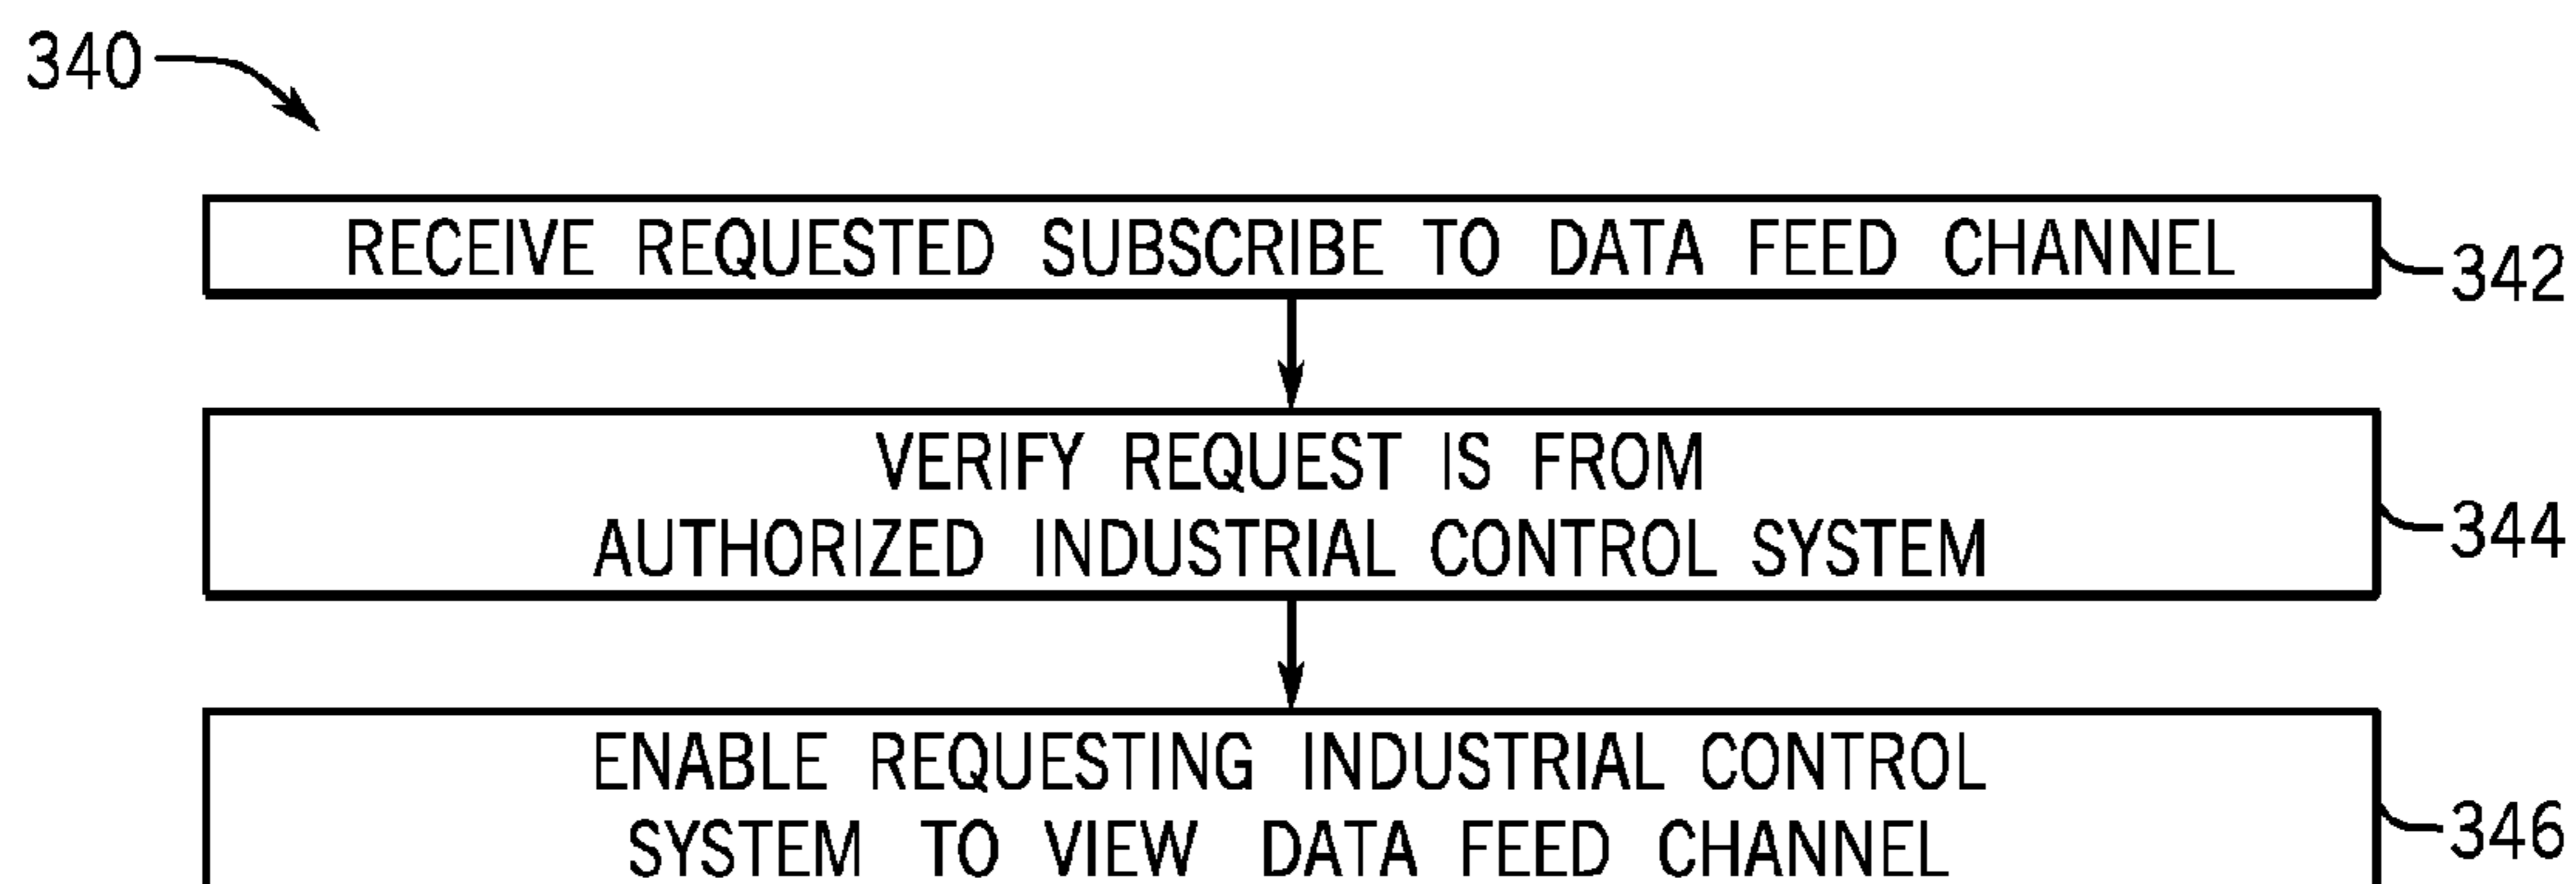 340
RECEIVE REQUESTED SUBSCRIBE TO DATA FEED CHANNEL
342
VERIFY REQUEST IS FROM
AUTHORIZED INDUSTRIAL CONTROL SYSTEM
344
ENABLE REQUESTING INDUSTRIAL CONTROL
SYSTEM TO VIEW DATA FEED CHANNEL
346